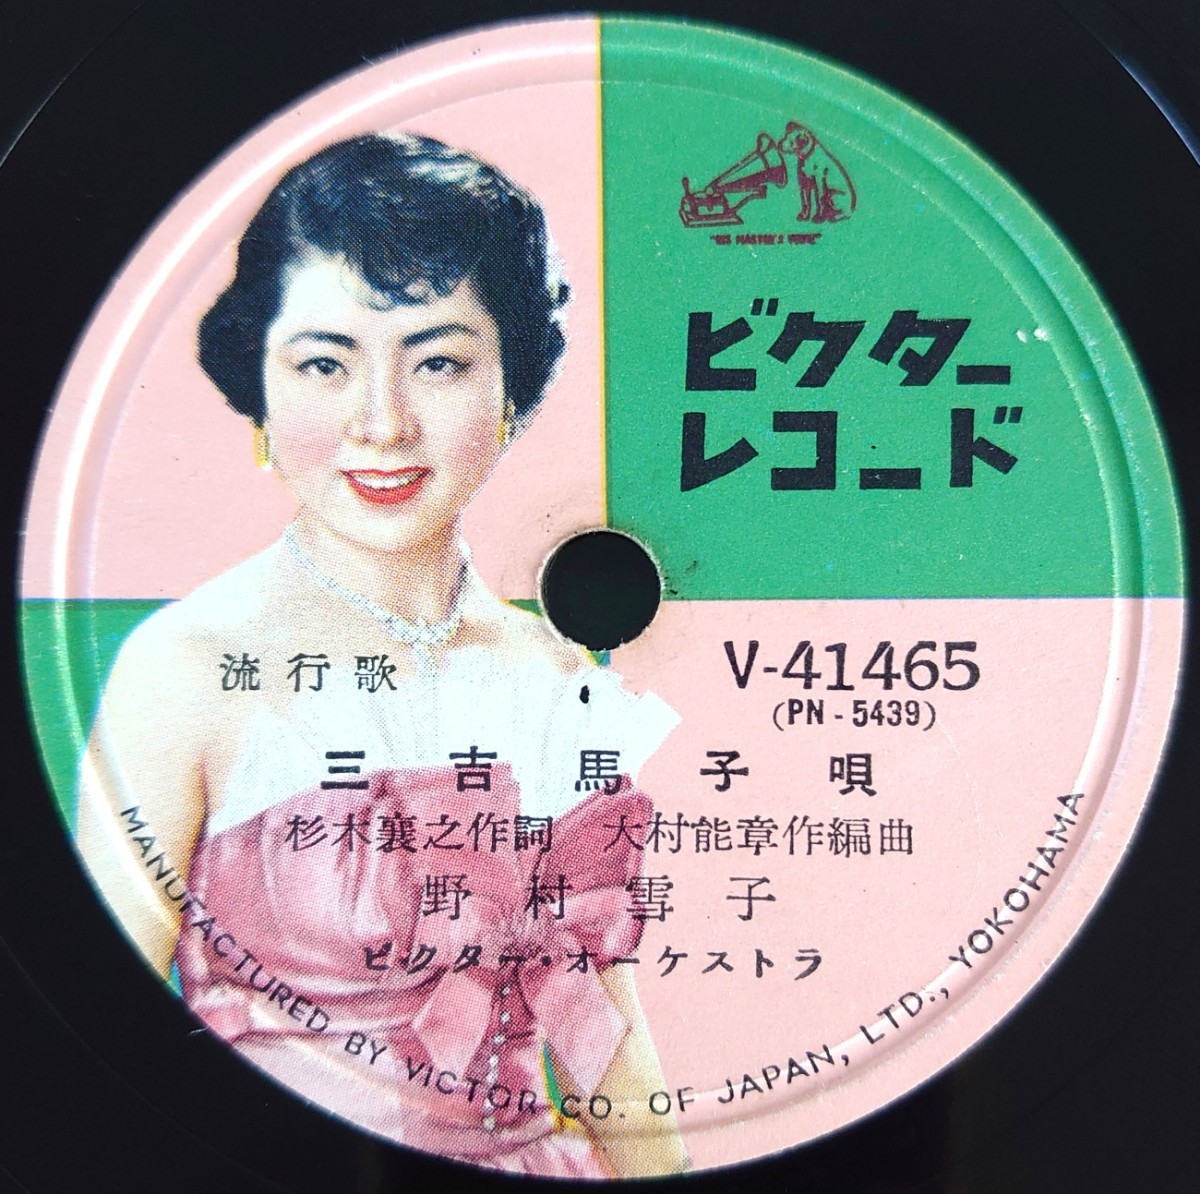 "HIS MASTER'S VOICE"
ビクター
レコード
流行歌
V-41465
(PN-5439)
三吉馬子唄
杉本襄之作詞 大村能章作編曲
野村雪子
ビクター・オーケストラ
MANUFACTURED BY VICTOR CO. OF JAPAN, LTD., YOKOHAMA